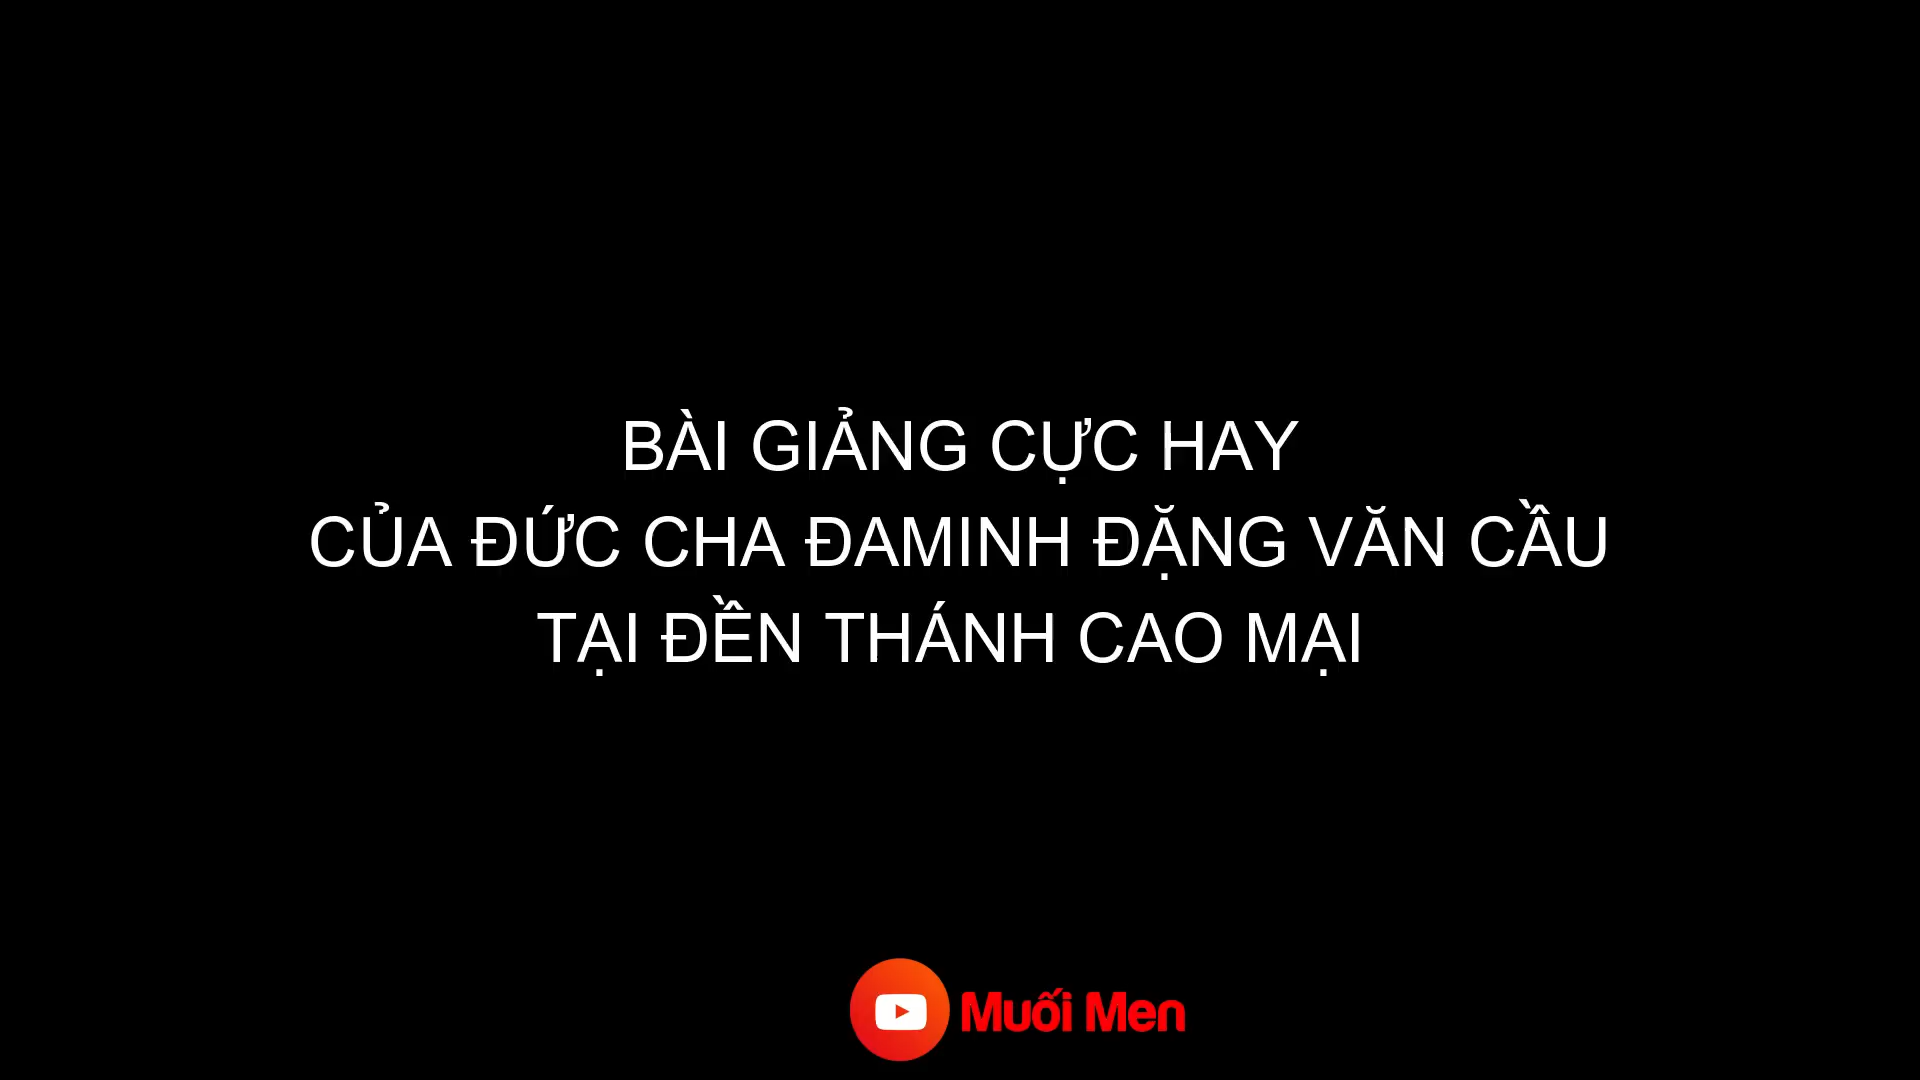 BÀI GIẢNG CỰC HAY
CỦA ĐỨC CHA ĐAMINH ĐẶNG VĂN CẦU
TẠI ĐỀN THÁNH CAO MẠI
Muối Men